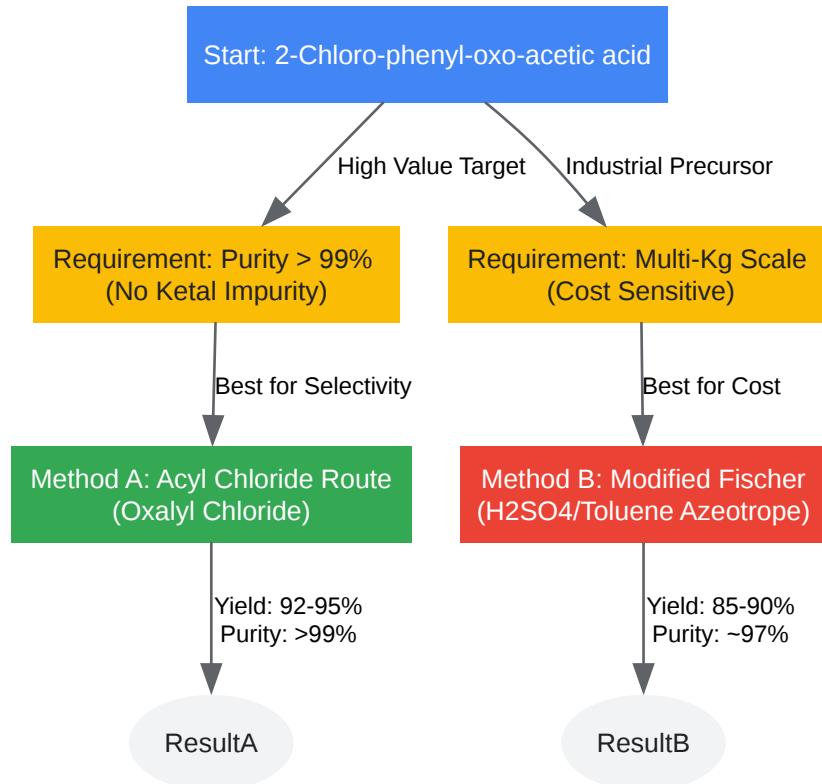 Start: 2-Chloro-phenyl-oxo-acetic acid
High Value Target
Industrial Precursor
Requirement: Purity > 99%
(No Ketal Impurity)
Requirement: Multi-Kg Scale
(Cost Sensitive)
Best for Selectivity
Best for Cost
Method A: Acyl Chloride Route
(Oxalyl Chloride)
Method B: Modified Fischer
(H2SO4/Toluene Azeotrope)
Yield: 92-95%
Purity: >99%
Yield: 85-90%
Purity: ~97%
ResultA
ResultB